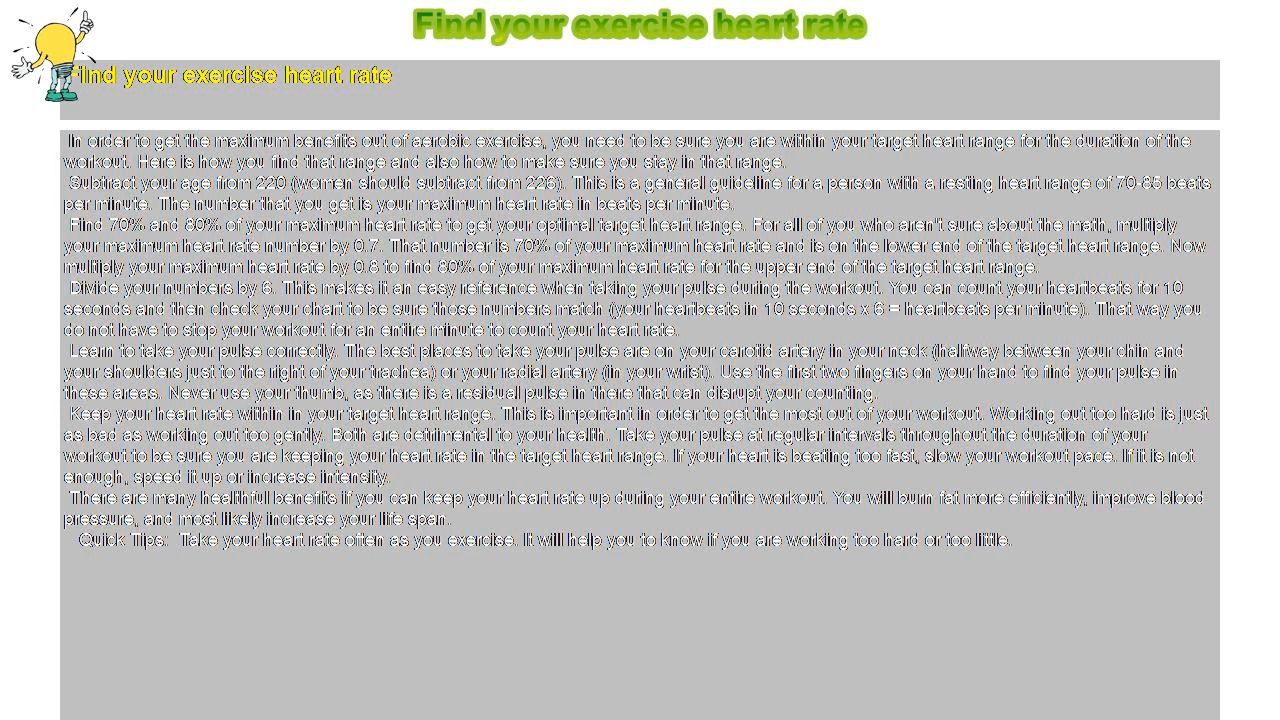 Find your exercise heart rate
Find your exercise heart rate
In order to get the maximum benefits out of aerobic exercise, you need to be sure you are within your target heart range for the duration of the
workout. Here is how you find that range and also how to make sure you stay in that range.
Subtract your age from 220 (women should subtract from 226). This is a general guideline for a person with a resting heart range of 70-85 beats
per minute. The number that you get is your maximum heart rate in beats per minute.
Find 70% and 80% of your maximum heart rate to get your optimal target heart range. For all of you who aren't sure about the math, multiply
your maximum heart rate number by 0.7. That number is 70% of your maximum heart rate and is on the lower end of the target heart range. Now
multiply your maximum heart rate by 0.8 to find 80% of your maximum heart rate for the upper end of the target heart range.
Divide your numbers by 6. This makes it an easy reference when taking your pulse during the workout. You can count your heartbeats for 10
seconds and then check your chart to be sure those numbers match (your heartbeats in 10 seconds x 6 = heartbeats per minute). That way you
do not have to stop your workout for an entire minute to count your heart rate.
Learn to take your pulse correctly. The best places to take your pulse are on your carotid artery in your neck (halfway between your chin and
your shoulders just to the right of your trachea) or your radial artery (in your wrist). Use the first two fingers on your hand to find your pulse in
these areas. Never use your thumb, as there is a residual pulse in there that can disrupt your counting.
Keep your heart rate within in your target heart range. This is important in order to get the most out of your workout. Working out too hard is just
as bad as working out too gently. Both are detrimental to your health. Take your pulse at regular intervals throughout the duration of your
workout to be sure you are keeping your heart rate in the target heart range. If your heart is beating too fast, slow your workout pace. If it is not
enough, speed it up or increase intensity.
There are many healthful benefits if you can keep your heart rate up during your entire workout. You will burn fat more efficiently, improve blood
pressure, and most likely increase your life span.
Quick Tips: Take your heart rate often as you exercise. It will help you to know if you are working too hard or too little.